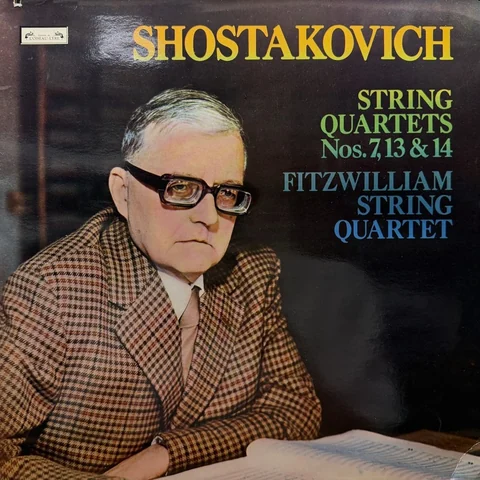 SHOSTAKOVICH
STRING
QUARTETS
Nos. 7, 13 & 14
FITZWILLIAM
STRING
QUARTET